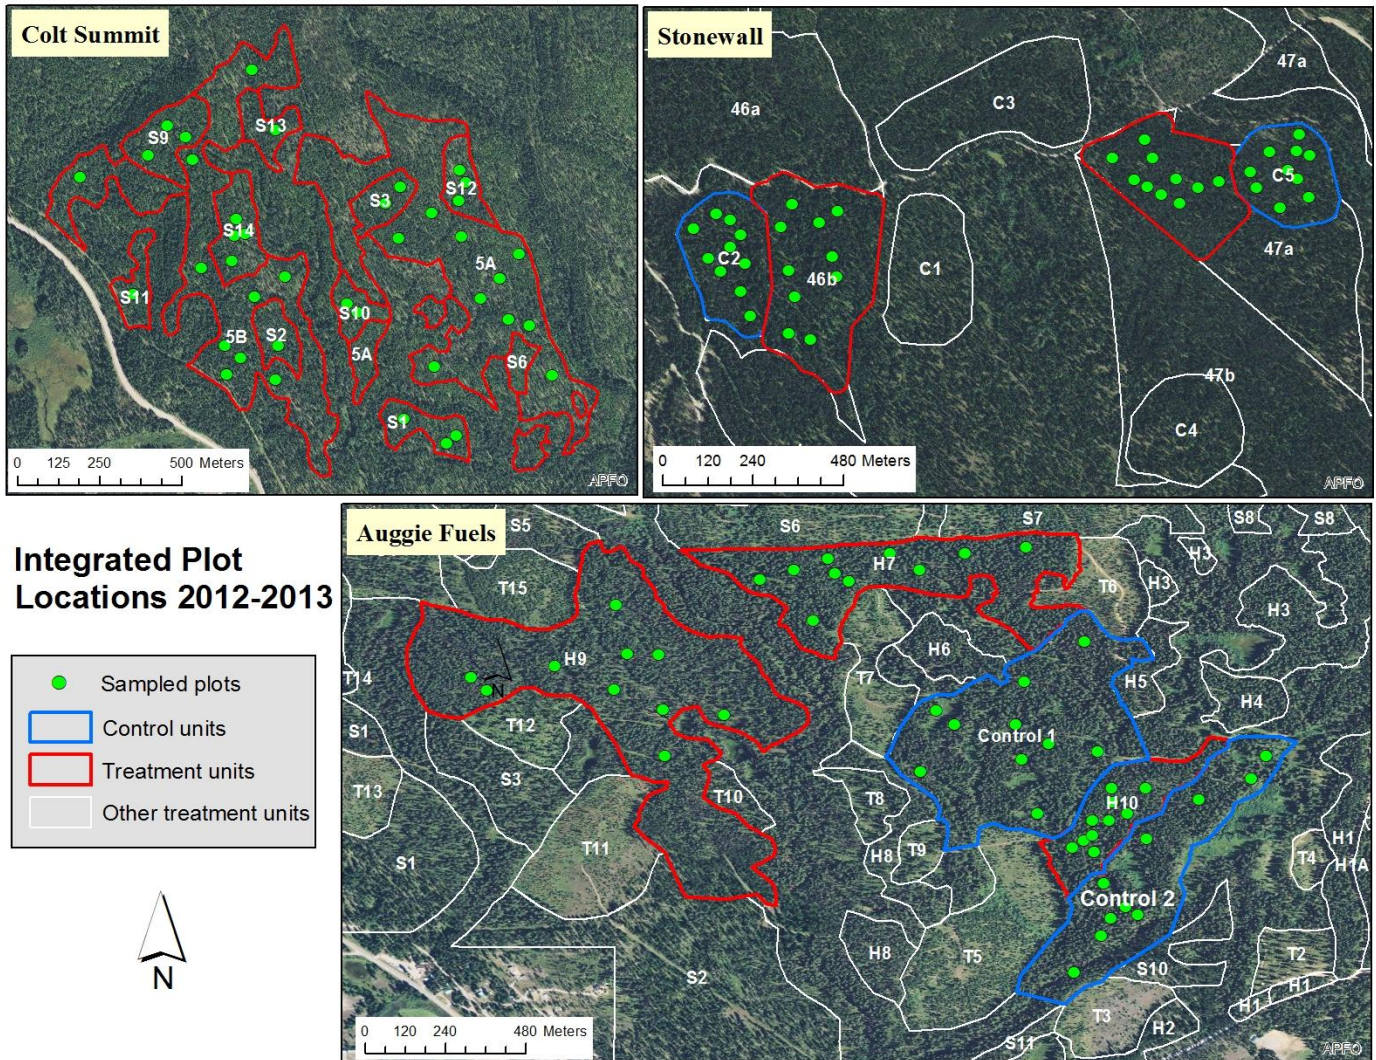 Colt Summit
S9
S13
S12
S3
S14
5A
S11
S10
5B
S2
5A
S6
S1
0 125 250 500 Meters
APFO
Stonewall
47a
46a
C3
C5
C2
46b
C1
47a
47b
C4
0 120 240 480 Meters
APFO
Integrated Plot
Locations 2012-2013
Sampled plots
Control units
Treatment units
Other treatment units
N
Auggie Fuels
S5
S6
S7
S8
S8
T15
H7
H3
T6
H3
H3
H9
H6
N
T14
T7
H5
H4
S1
T12
Control 1
S3
T13
T10
T8
H10
T11
H8
T9
H1
S1
T4
H1A
Control 2
H8
T5
T2
S2
S10
H1
H1
T3
H2
S11
0 120 240 480 Meters
APFO